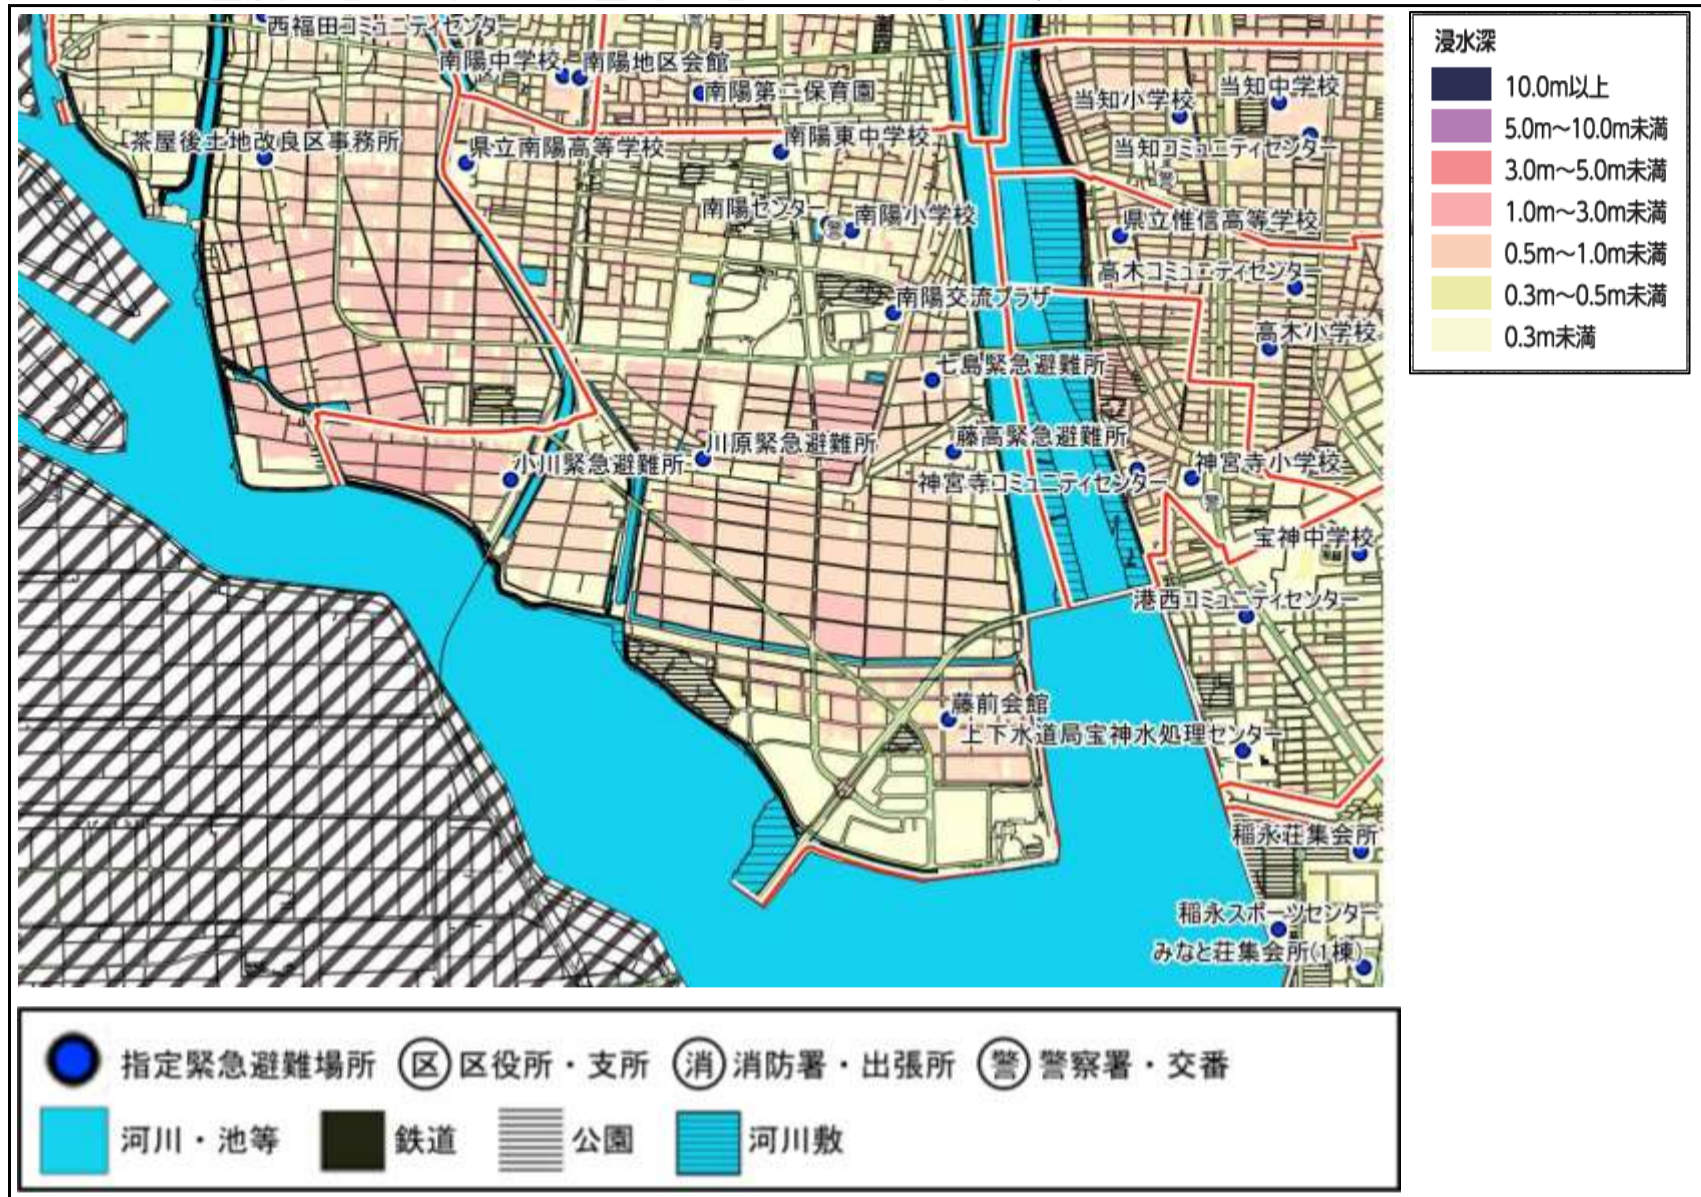 西福田コミュニティセンター
南陽中学校
南陽地区会館
南陽第二保育園
当知小学校
当知中学校
茶屋後土地改良区事務所
県立南陽高等学校
南陽東中学校
当知コミュニティセンター
警
南陽センター
警
南陽小学校
県立惟信高等学校
高木コミュニティセンター
南陽交流プラザ
高木小学校
七島緊急避難所
川原緊急避難所
藤高緊急避難所
小川緊急避難所
神宮寺小学校
神宮寺コミュニティセンター
警
宝神中学校
港西コミュニティセンター
藤前会館
上下水道局宝神水処理センター
稲永荘集会所
稲永スポーツセンター
みなと荘集会所(1棟)
浸水深
10.0m以上
5.0m～10.0m未満
3.0m～5.0m未満
1.0m～3.0m未満
0.5m～1.0m未満
0.3m～0.5m未満
0.3m未満
指定緊急避難場所 区 区役所・支所 消 消防署・出張所 警 警察署・交番
河川・池等 鉄道 公園 河川敷